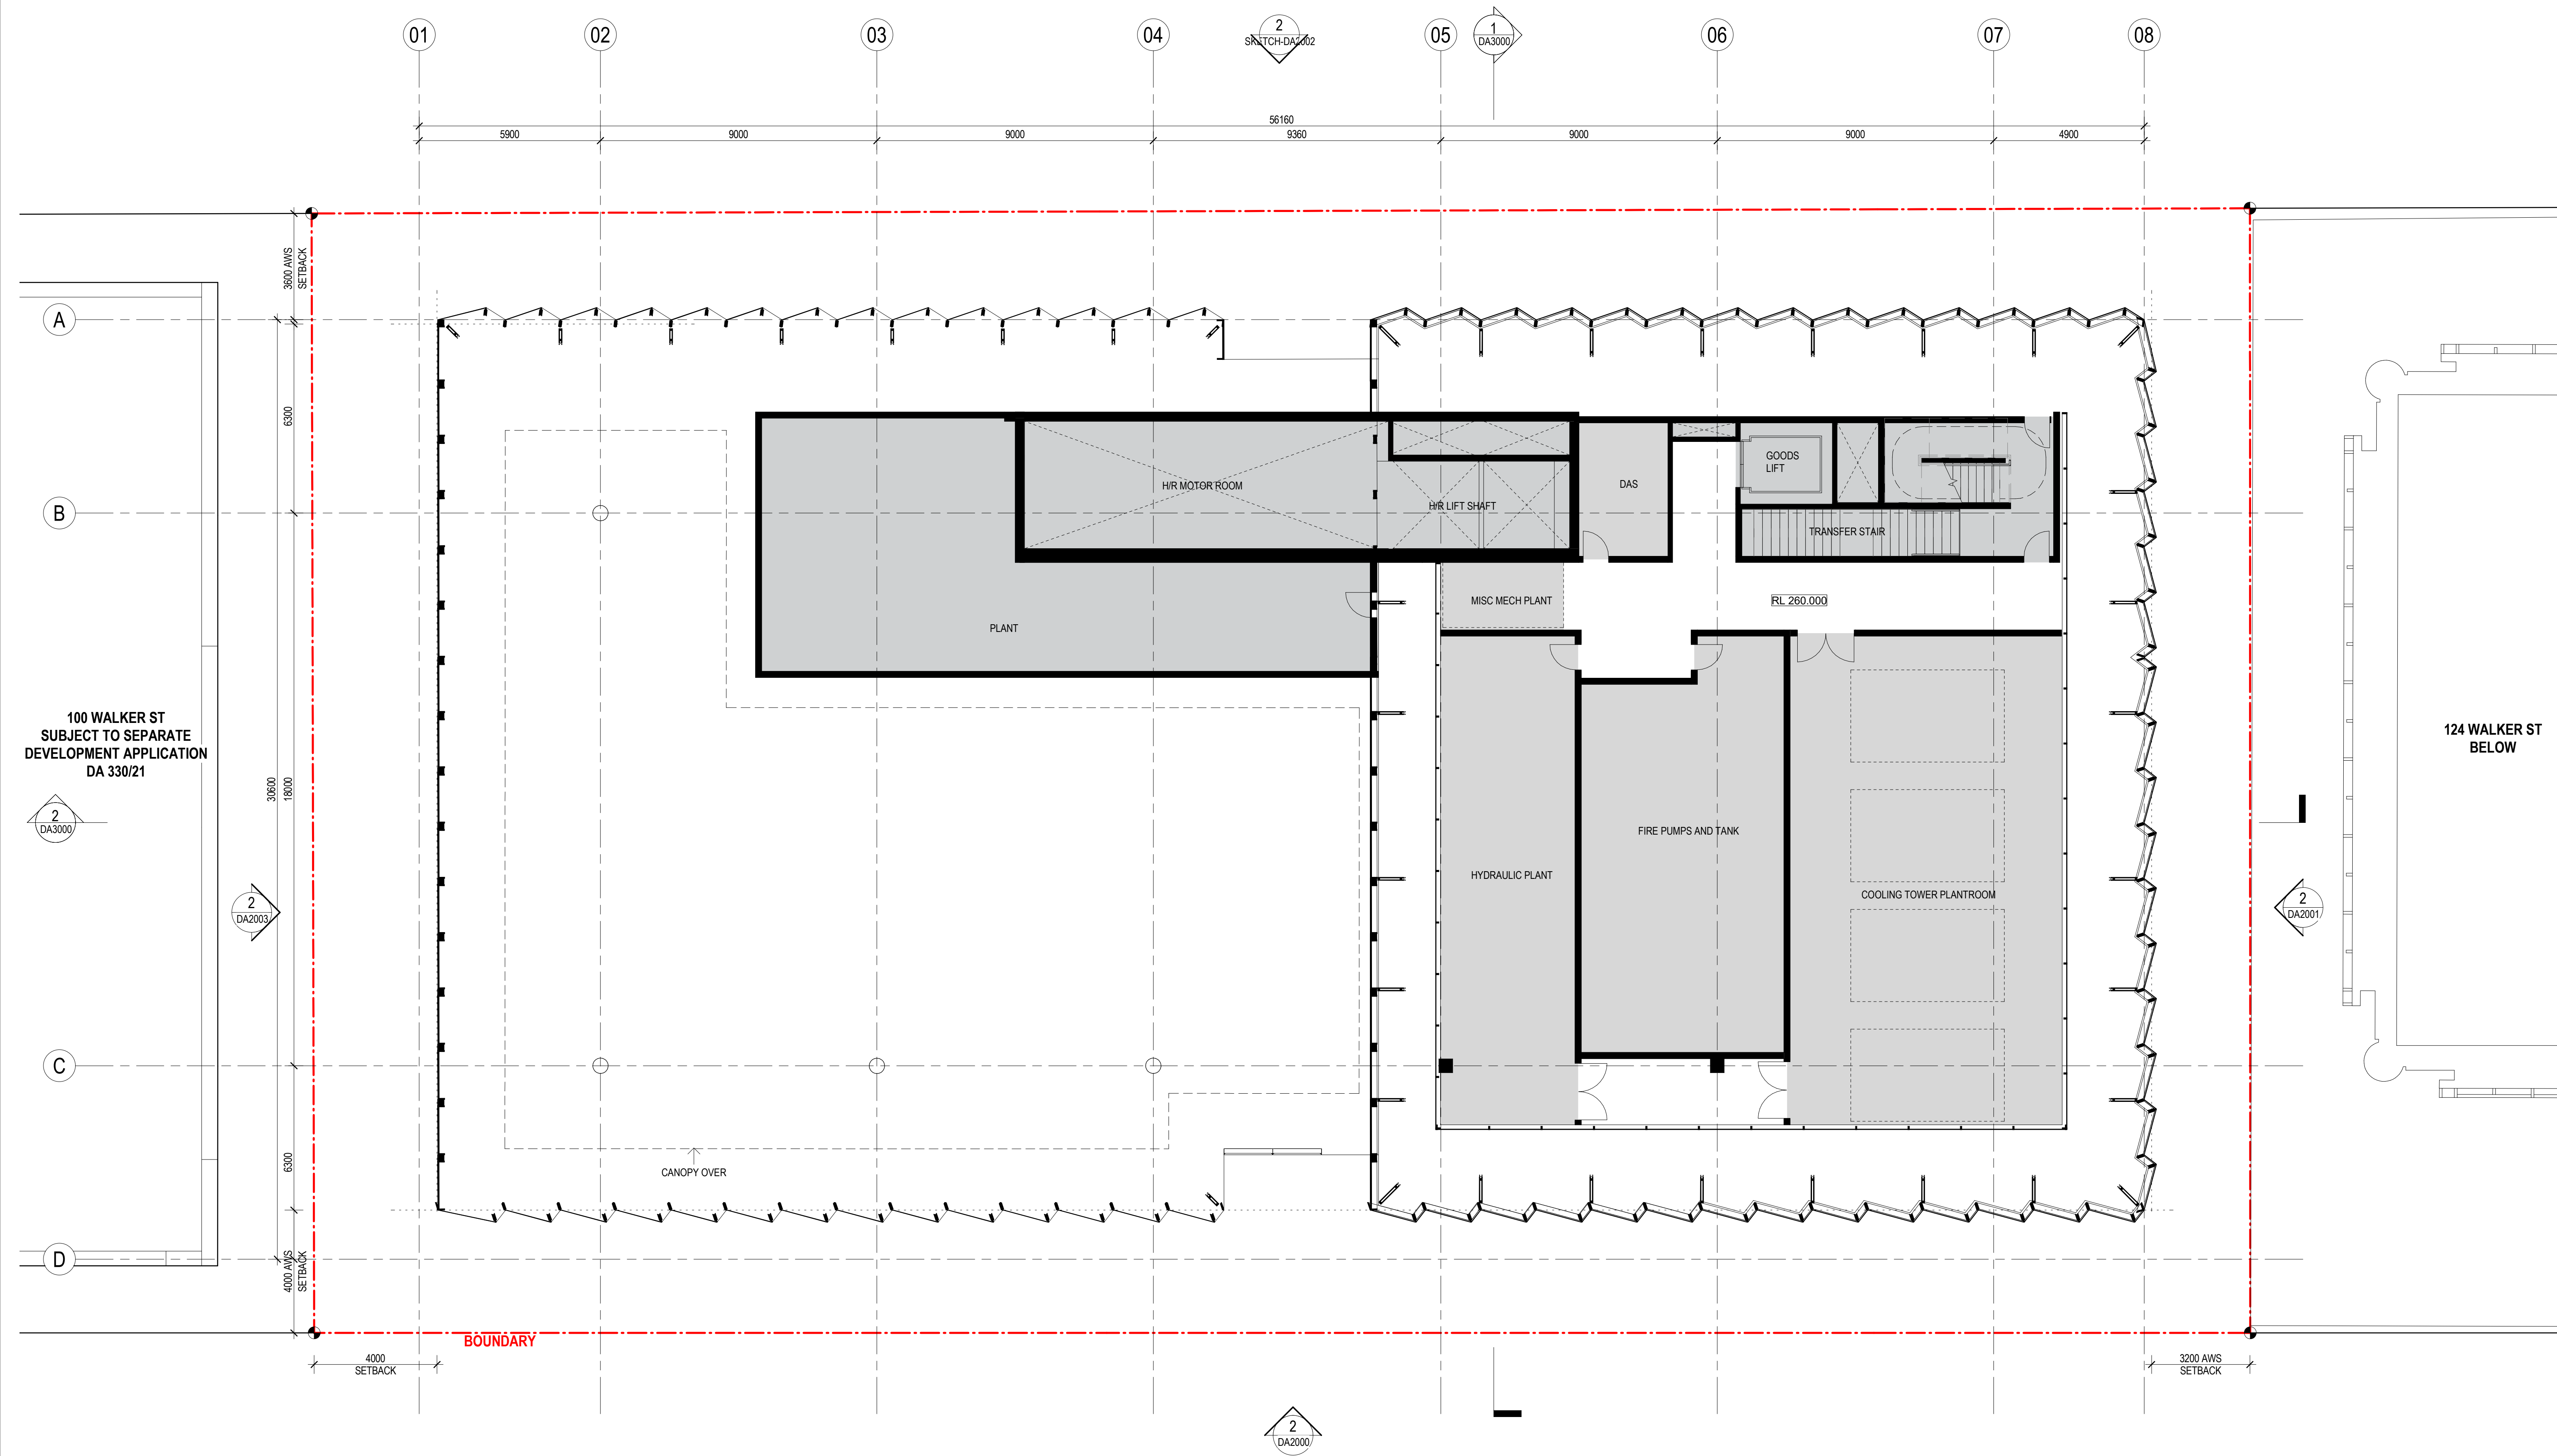 01
02
03
04
2
SKETCH-DA2002
05
1
DA3000
06
07
08
56160
5900
9000
9000
9360
9000
9000
4900
3600 AWS
SETBACK
A
6300
B
H/R MOTOR ROOM
H/R LIFT SHAFT
DAS
GOODS
LIFT
TRANSFER STAIR
MISC MECH PLANT
RL 260.000
PLANT
100 WALKER ST
SUBJECT TO SEPARATE
DEVELOPMENT APPLICATION
DA 330/21
124 WALKER ST
BELOW
30600
18000
2
DA3000
FIRE PUMPS AND TANK
HYDRAULIC PLANT
COOLING TOWER PLANTROOM
2
DA2003
2
DA2001
C
6300
CANOPY OVER
D
4000 AWS
SETBACK
BOUNDARY
4000
SETBACK
3200 AWS
SETBACK
2
DA2000